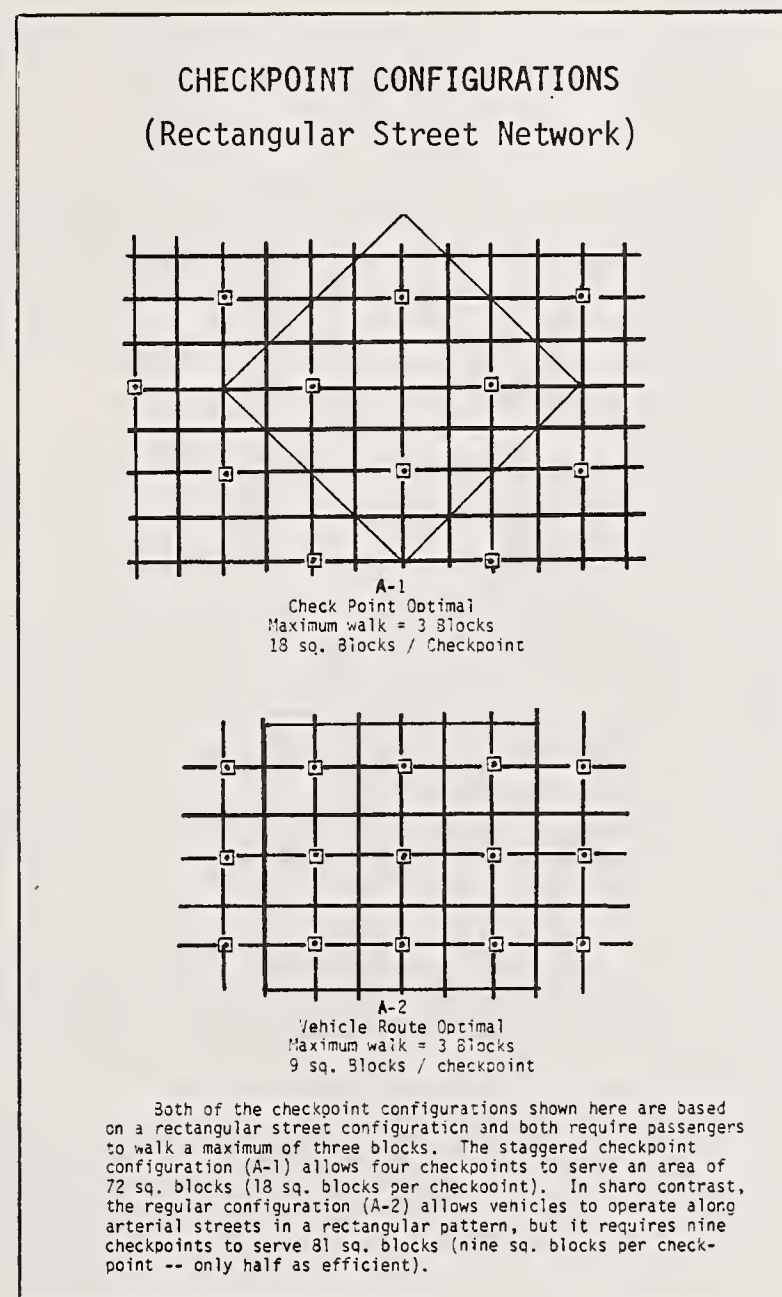 CHECKPOINT CONFIGURATIONS
(Rectangular Street Network)
A-1
Check Point Optimal
Maximum walk = 3 Blocks
18 sq. Blocks / Checkpoint
A-2
Vehicle Route Optimal
Maximum walk = 3 Blocks
9 sq. Blocks / checkpoint
Both of the checkpoint configurations shown here are based
on a rectangular street configuration and both require passengers
to walk a maximum of three blocks. The staggered checkpoint
configuration (A-1) allows four checkpoints to serve an area of
72 sq. blocks (18 sq. blocks per checkpoint). In sharp contrast,
the regular configuration (A-2) allows vehicles to operate along
arterial streets in a rectangular pattern, but it requires nine
checkpoints to serve 81 sq. blocks (nine sq. blocks per check-
point -- only half as efficient).